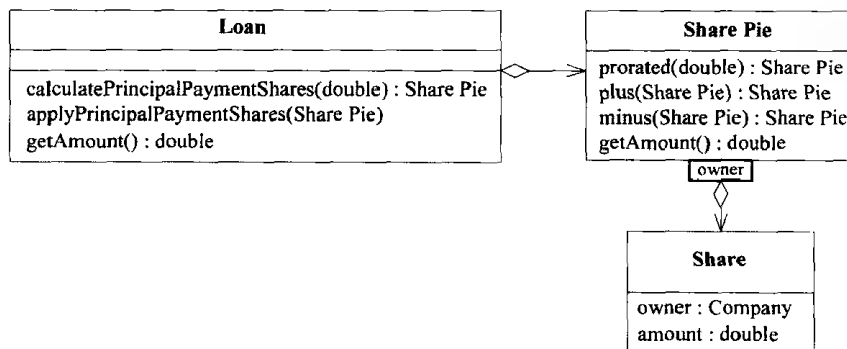 Loan
calculatePrincipalPaymentShares(double) : Share Pie
applyPrincipalPaymentShares(Share Pie)
getAmount() : double
Share Pie
prorated(double) : Share Pie
plus(Share Pie) : Share Pie
minus(Share Pie) : Share Pie
getAmount() : double
owner
Share
owner : Company
amount : double